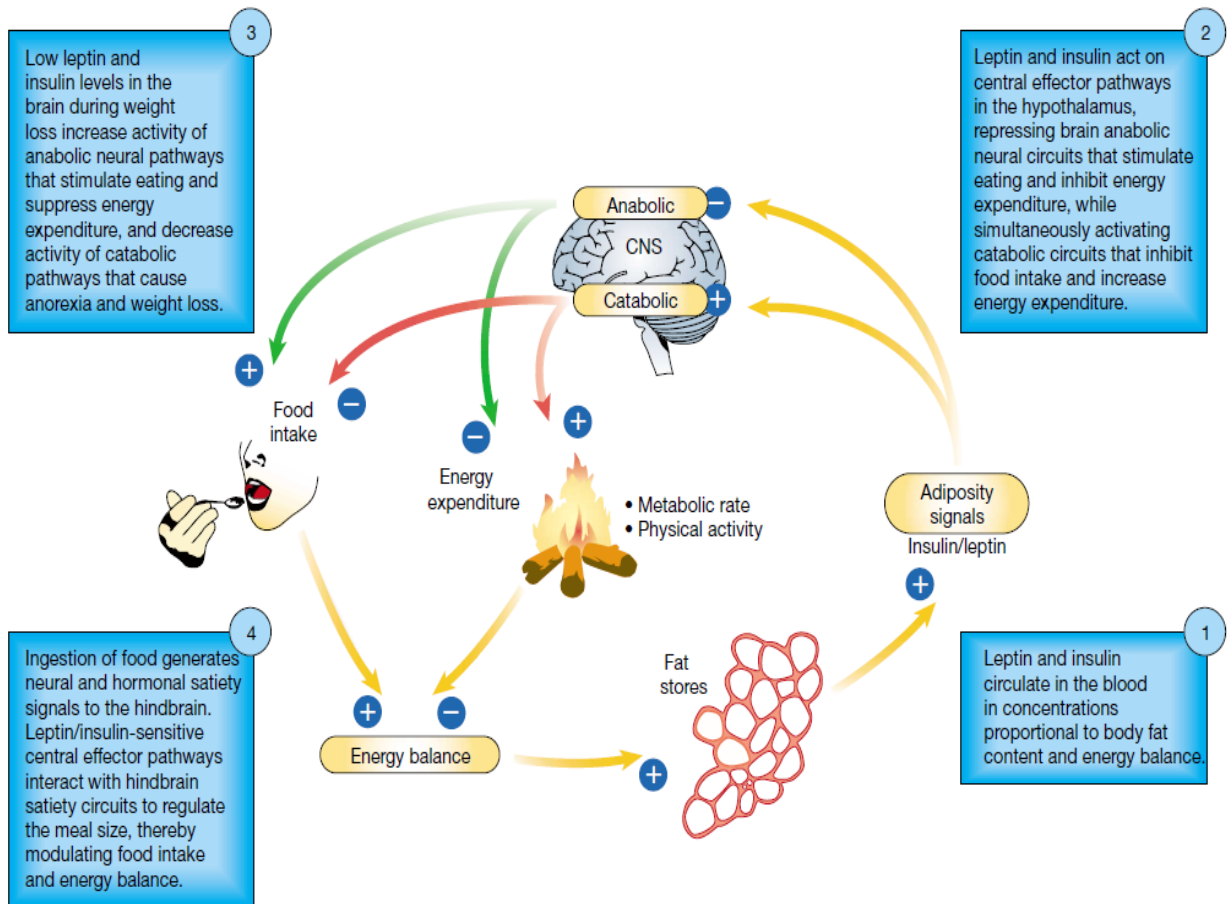 3
Low leptin and
insulin levels in the
brain during weight
loss increase activity of
anabolic neural pathways
that stimulate eating and
suppress energy
expenditure, and decrease
activity of catabolic
pathways that cause
anorexia and weight loss.
2
Leptin and insulin act on
central effector pathways
in the hypothalamus,
repressing brain anabolic
neural circuits that stimulate
eating and inhibit energy
expenditure, while
simultaneously activating
catabolic circuits that inhibit
food intake and increase
energy expenditure.
Anabolic
−
CNS
Catabolic
+
+
−
Food
intake
−
+
Energy
expenditure
• Metabolic rate
• Physical activity
Adiposity
signals
Insulin/leptin
+
4
Ingestion of food generates
neural and hormonal satiety
signals to the hindbrain.
Leptin/insulin-sensitive
central effector pathways
interact with hindbrain
satiety circuits to regulate
the meal size, thereby
modulating food intake
and energy balance.
+
−
Energy balance
Fat
stores
+
1
Leptin and insulin
circulate in the blood
in concentrations
proportional to body fat
content and energy balance.